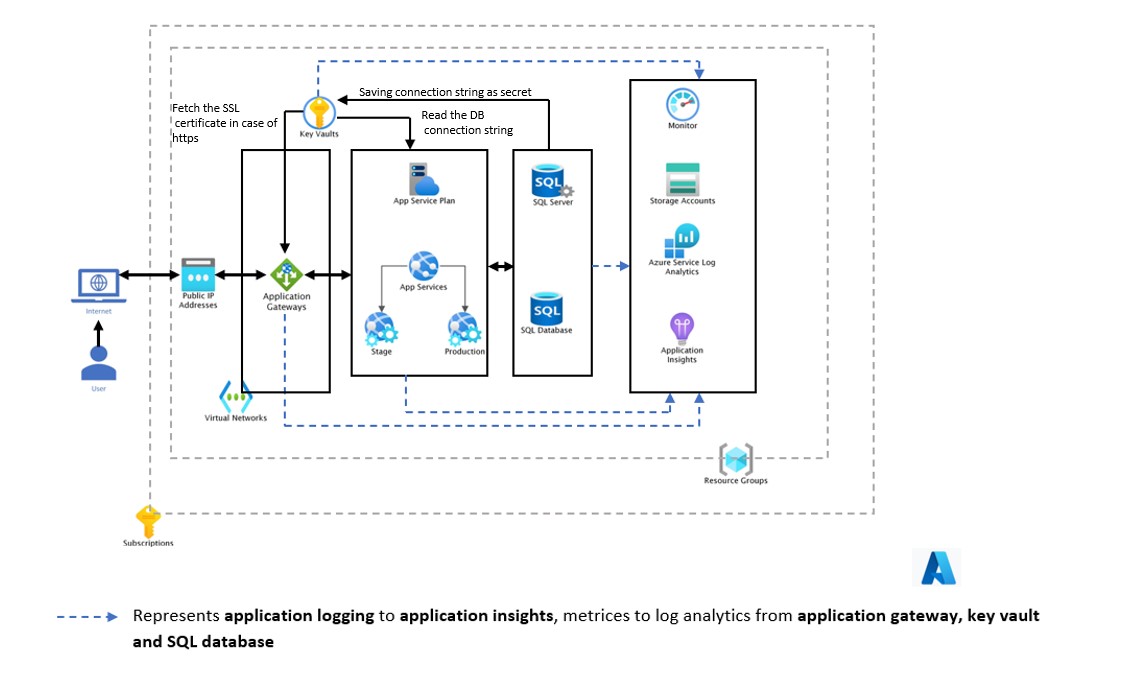 Saving connection string as secret
Fetch the SSL
certificate in case of
https
Key Vaults
Read the DB
connection string
Monitor
App Service Plan
SQL
SQL Server
Storage Accounts
Azure Service Log
Analytics
Public IP
Addresses
Application
Gateways
App Services
Internet
SQL
SQL Database
Stage
Production
Application
Insights
User
Virtual Networks
Resource Groups
Subscriptions
Represents application logging to application insights, metrices to log analytics from application gateway, key vault
and SQL database